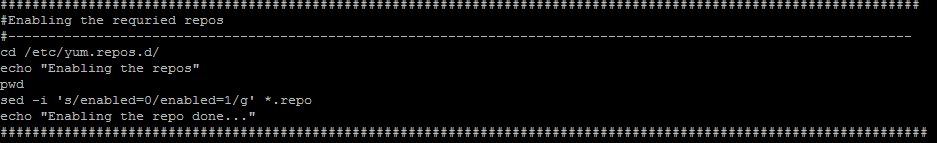 ###################################################################################################################
#Enabling the requried repos
#-----------------------------------------------------------------------------------------------------------------
cd /etc/yum.repos.d/
echo "Enabling the repos"
pwd
sed -i 's/enabled=0/enabled=1/g' *.repo
echo "Enabling the repo done..."
####################################################################################################################